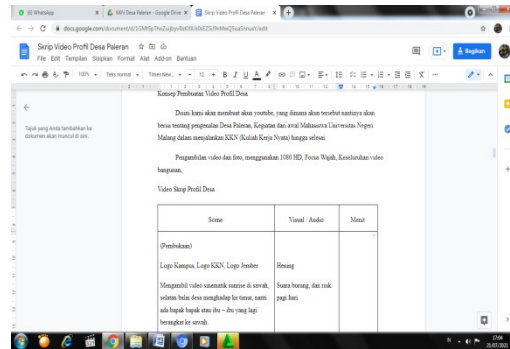 (0) WhatsApp
KKN Desa Paleran - Google Drive
Skrip Video Profil Desa Paleran
docs.google.com/document/d/
Skrip Video Profil Desa Paleran
File Edit Tampilan Sisipkan Format Alat Add-on Bantuan
Bagikan
100%
Teks normal
Times New...
12
B I U A
Konsep Pembuatan Video Profil Desa
Disini kami akan membuat akun youtube, yang dimana akun tersebut nantinya akan
berisi tentang pengenalan Desa Paleran, Kegiatan dari awal Mahasiswa Universitas Negeri
Malang dalam menjalankan KKN (Kuliah Kerja Nyata) hingga selesai.
Tajuk yang Anda tambahkan ke
dokumen akan muncul di sini.
Pengambilan video dan foto, menggunakan 1080 HD, Focus Wajah, Keseluruhan video
bangunan,
Video Skrip Profil Desa
Scene
Visual / Audio
Menit
(Pembukaan)
Logo Kampus, Logo KKN, Logo Jember
Hening
Mengambil video sinematik sunrise di sawah,
selatan balai desa menghadap ke timur, nanti
ada bapak bapak atau ibu – ibu yang lagi
berangkat ke sawah.
Suara burung, dan
pagi hari
17:04
21/07/2021